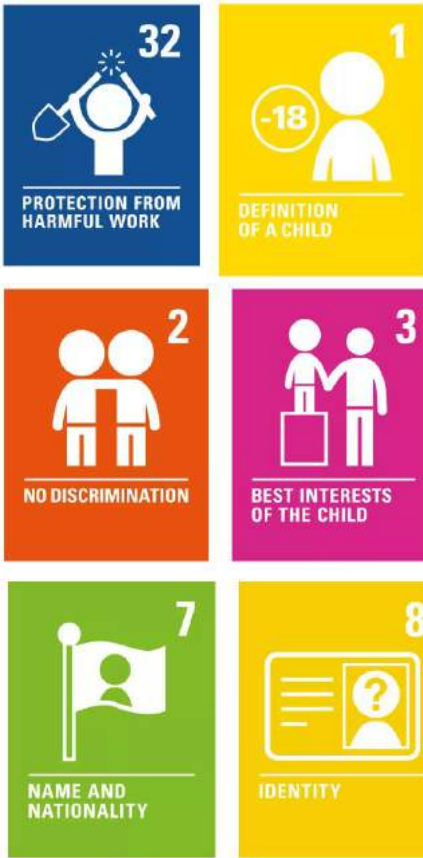 32
PROTECTION FROM
HARMFUL WORK
1
-18
DEFINITION
OF A CHILD
2
NO DISCRIMINATION
3
BEST INTERESTS
OF THE CHILD
7
NAME AND
NATIONALITY
8
?
IDENTITY